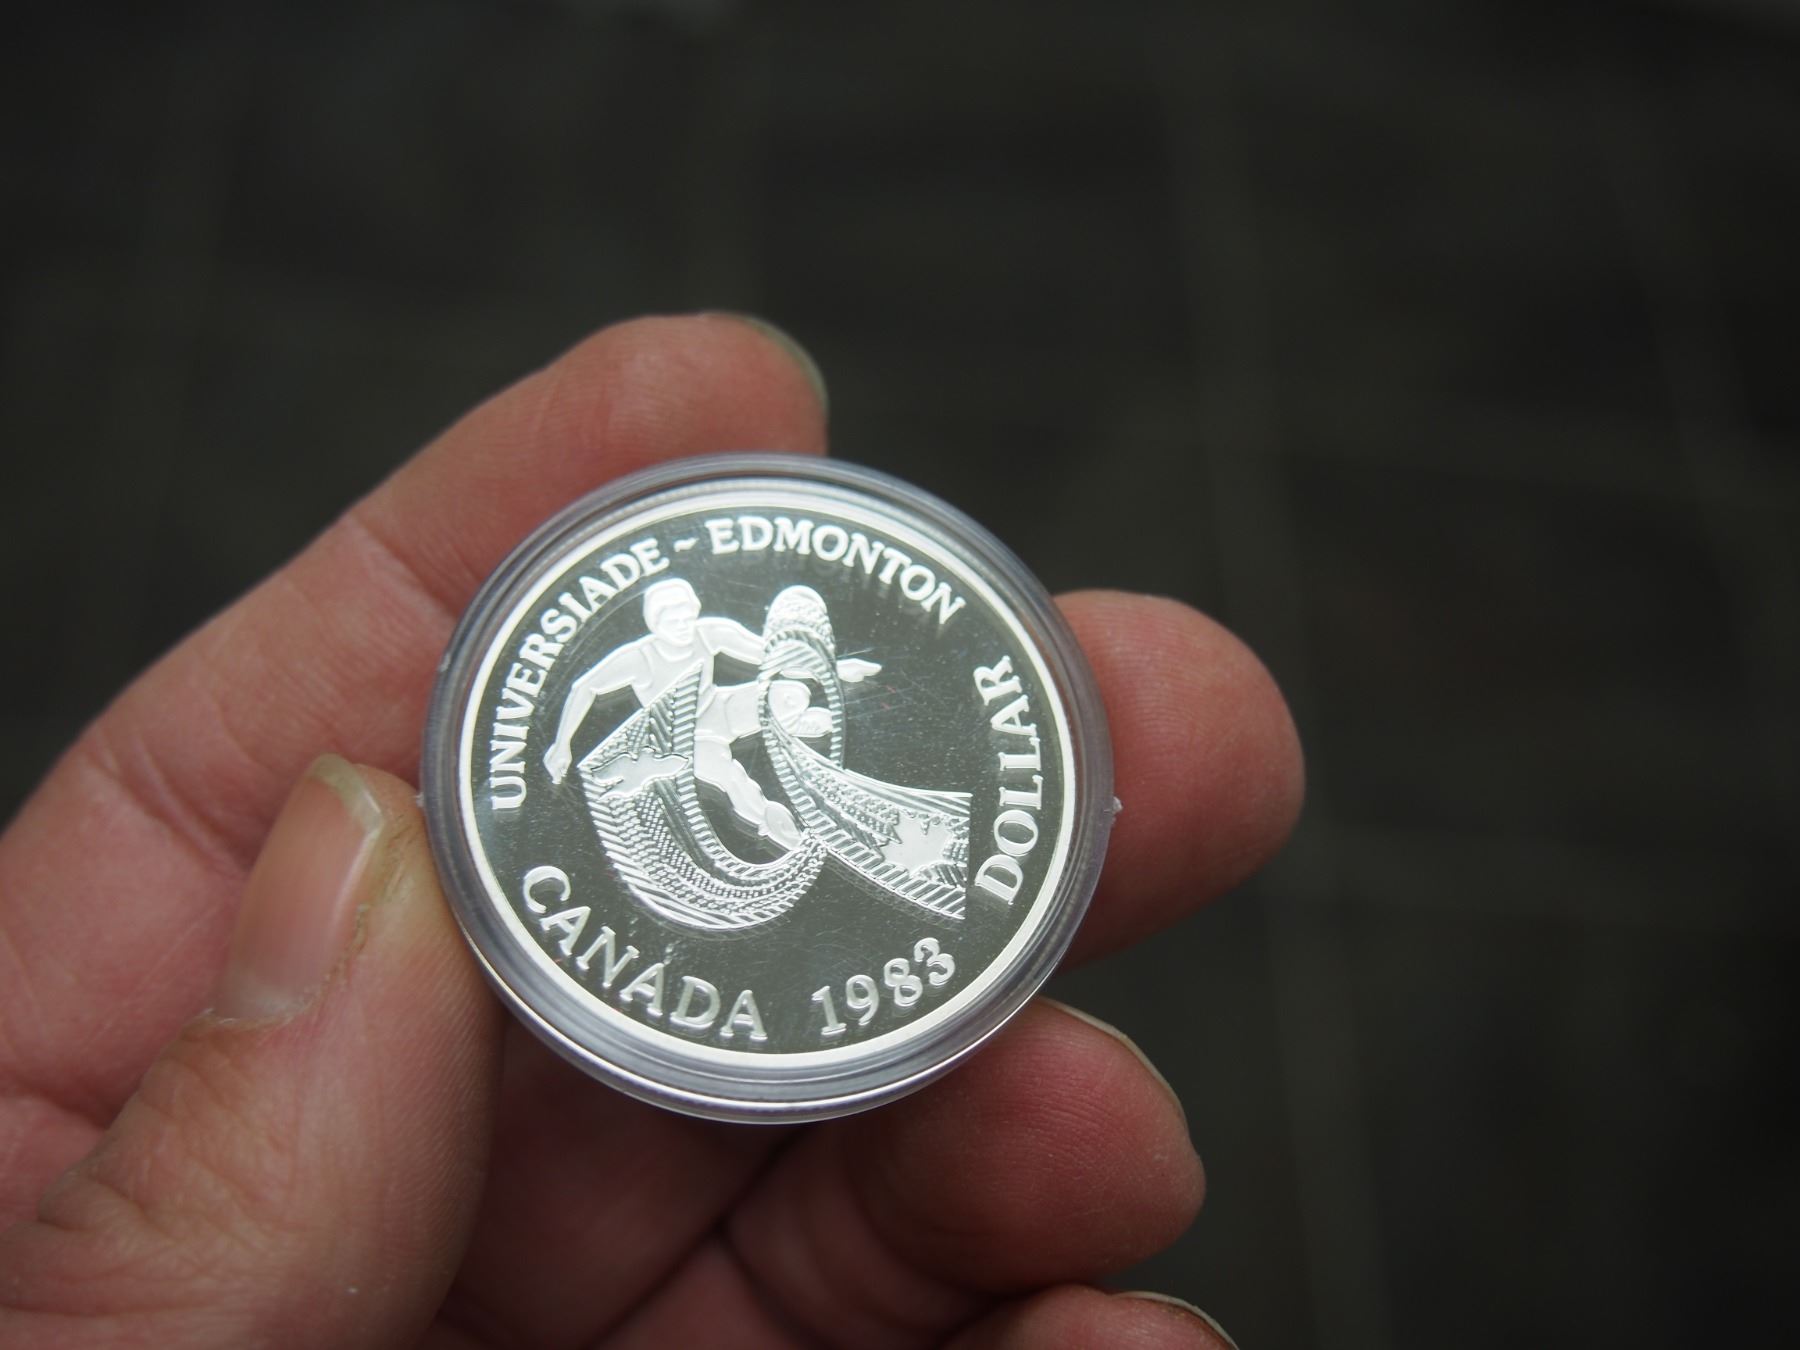 UNIVERSIADE ~ EDMONTON
DOLLAR
CANADA 1983